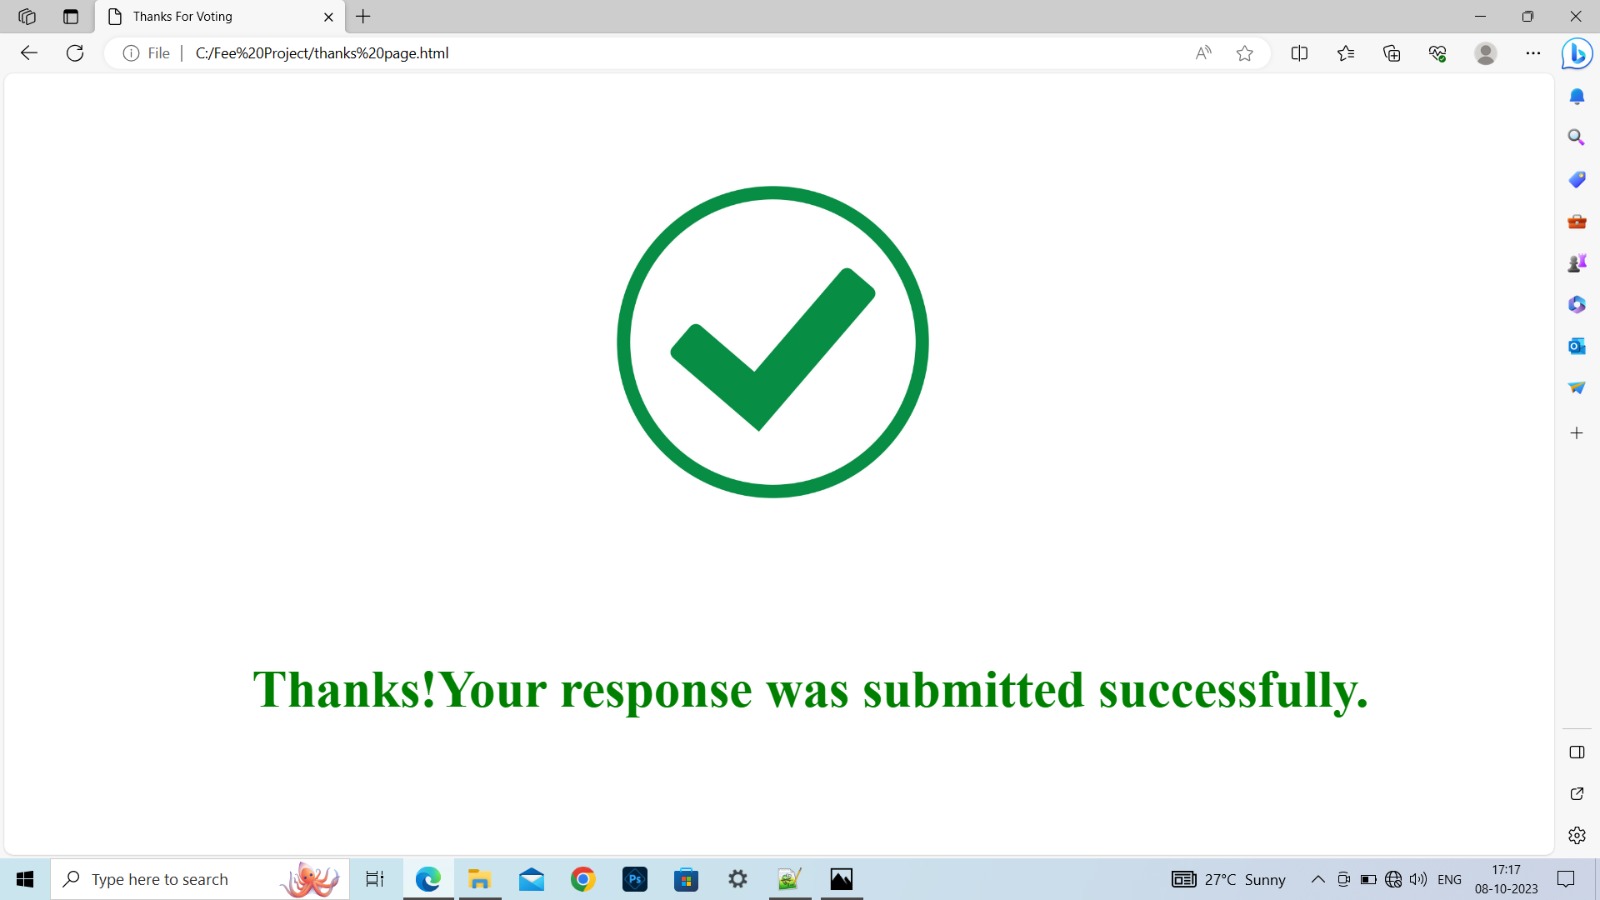 Thanks For Voting
File
C:/Fee%20Project/thanks%20page.html
Thanks!Your response was submitted successfully.
Type here to search
Ps
27°C Sunny
ENG
17:17
08-10-2023